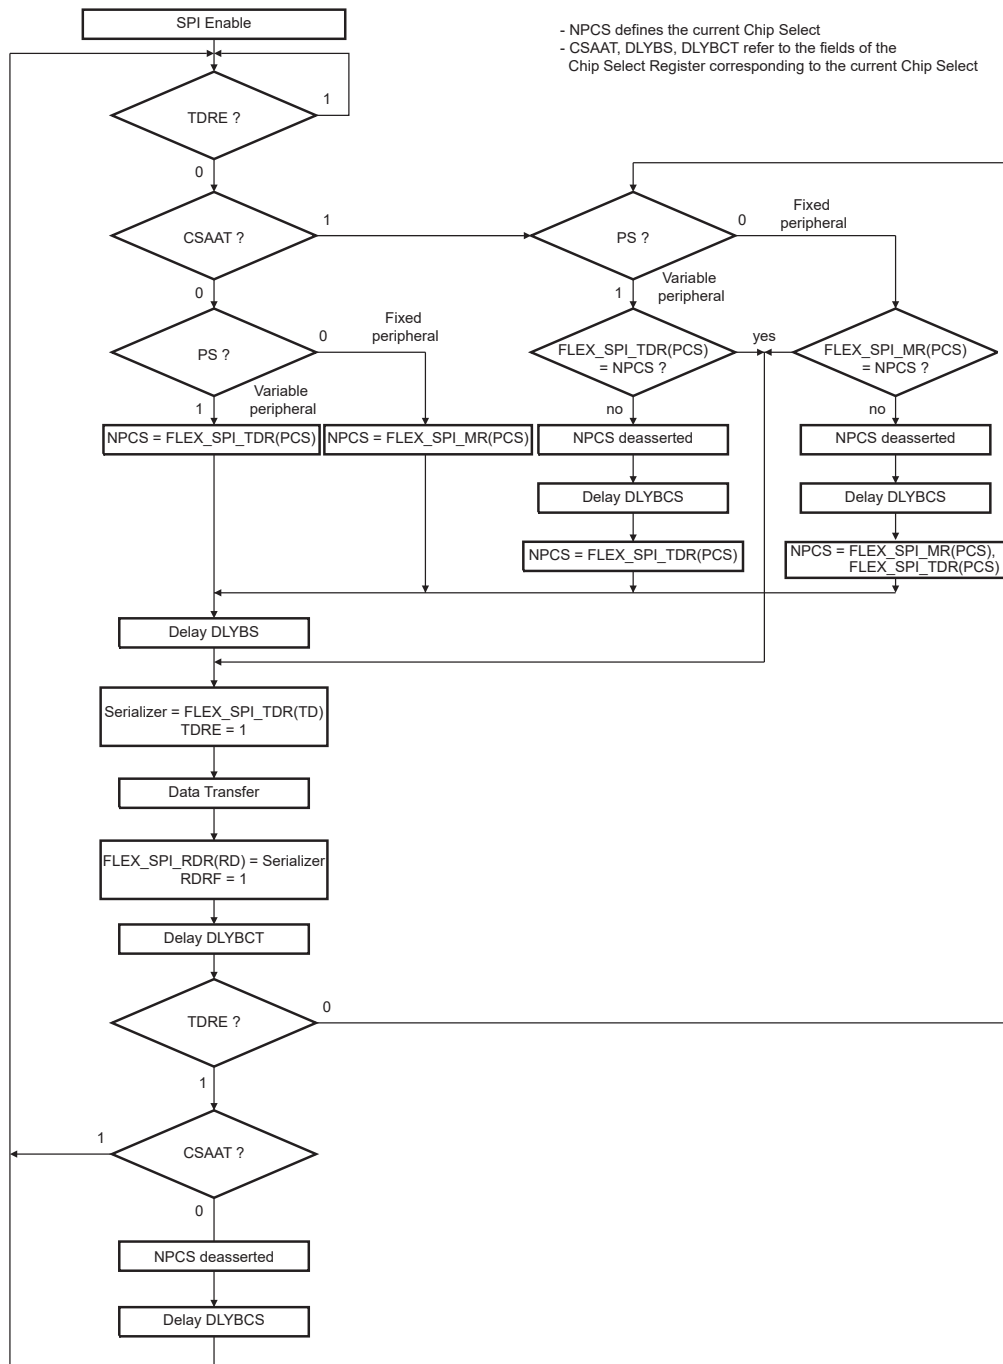 SPI Enable
- NPCS defines the current Chip Select
- CSAAT, DLYBS, DLYBCT refer to the fields of the
Chip Select Register corresponding to the current Chip Select
1
TDRE ?
0
CSAAT ?
1
PS ?
0
Fixed
peripheral
0
1
Variable
peripheral
PS ?
0
Fixed
peripheral
1
Variable
peripheral
FLEX_SPI_TDR(PCS)
= NPCS ?
yes
FLEX_SPI_MR(PCS)
= NPCS ?
no
no
NPCS = FLEX_SPI_TDR(PCS)
NPCS = FLEX_SPI_MR(PCS)
NPCS deasserted
NPCS deasserted
Delay DLYBCS
Delay DLYBCS
NPCS = FLEX_SPI_TDR(PCS)
NPCS = FLEX_SPI_MR(PCS),
FLEX_SPI_TDR(PCS)
Delay DLYBS
Serializer = FLEX_SPI_TDR(TD)
TDRE = 1
Data Transfer
FLEX_SPI_RDR(RD) = Serializer
RDRF = 1
Delay DLYBCT
TDRE ?
0
1
CSAAT ?
1
0
NPCS deasserted
Delay DLYBCS